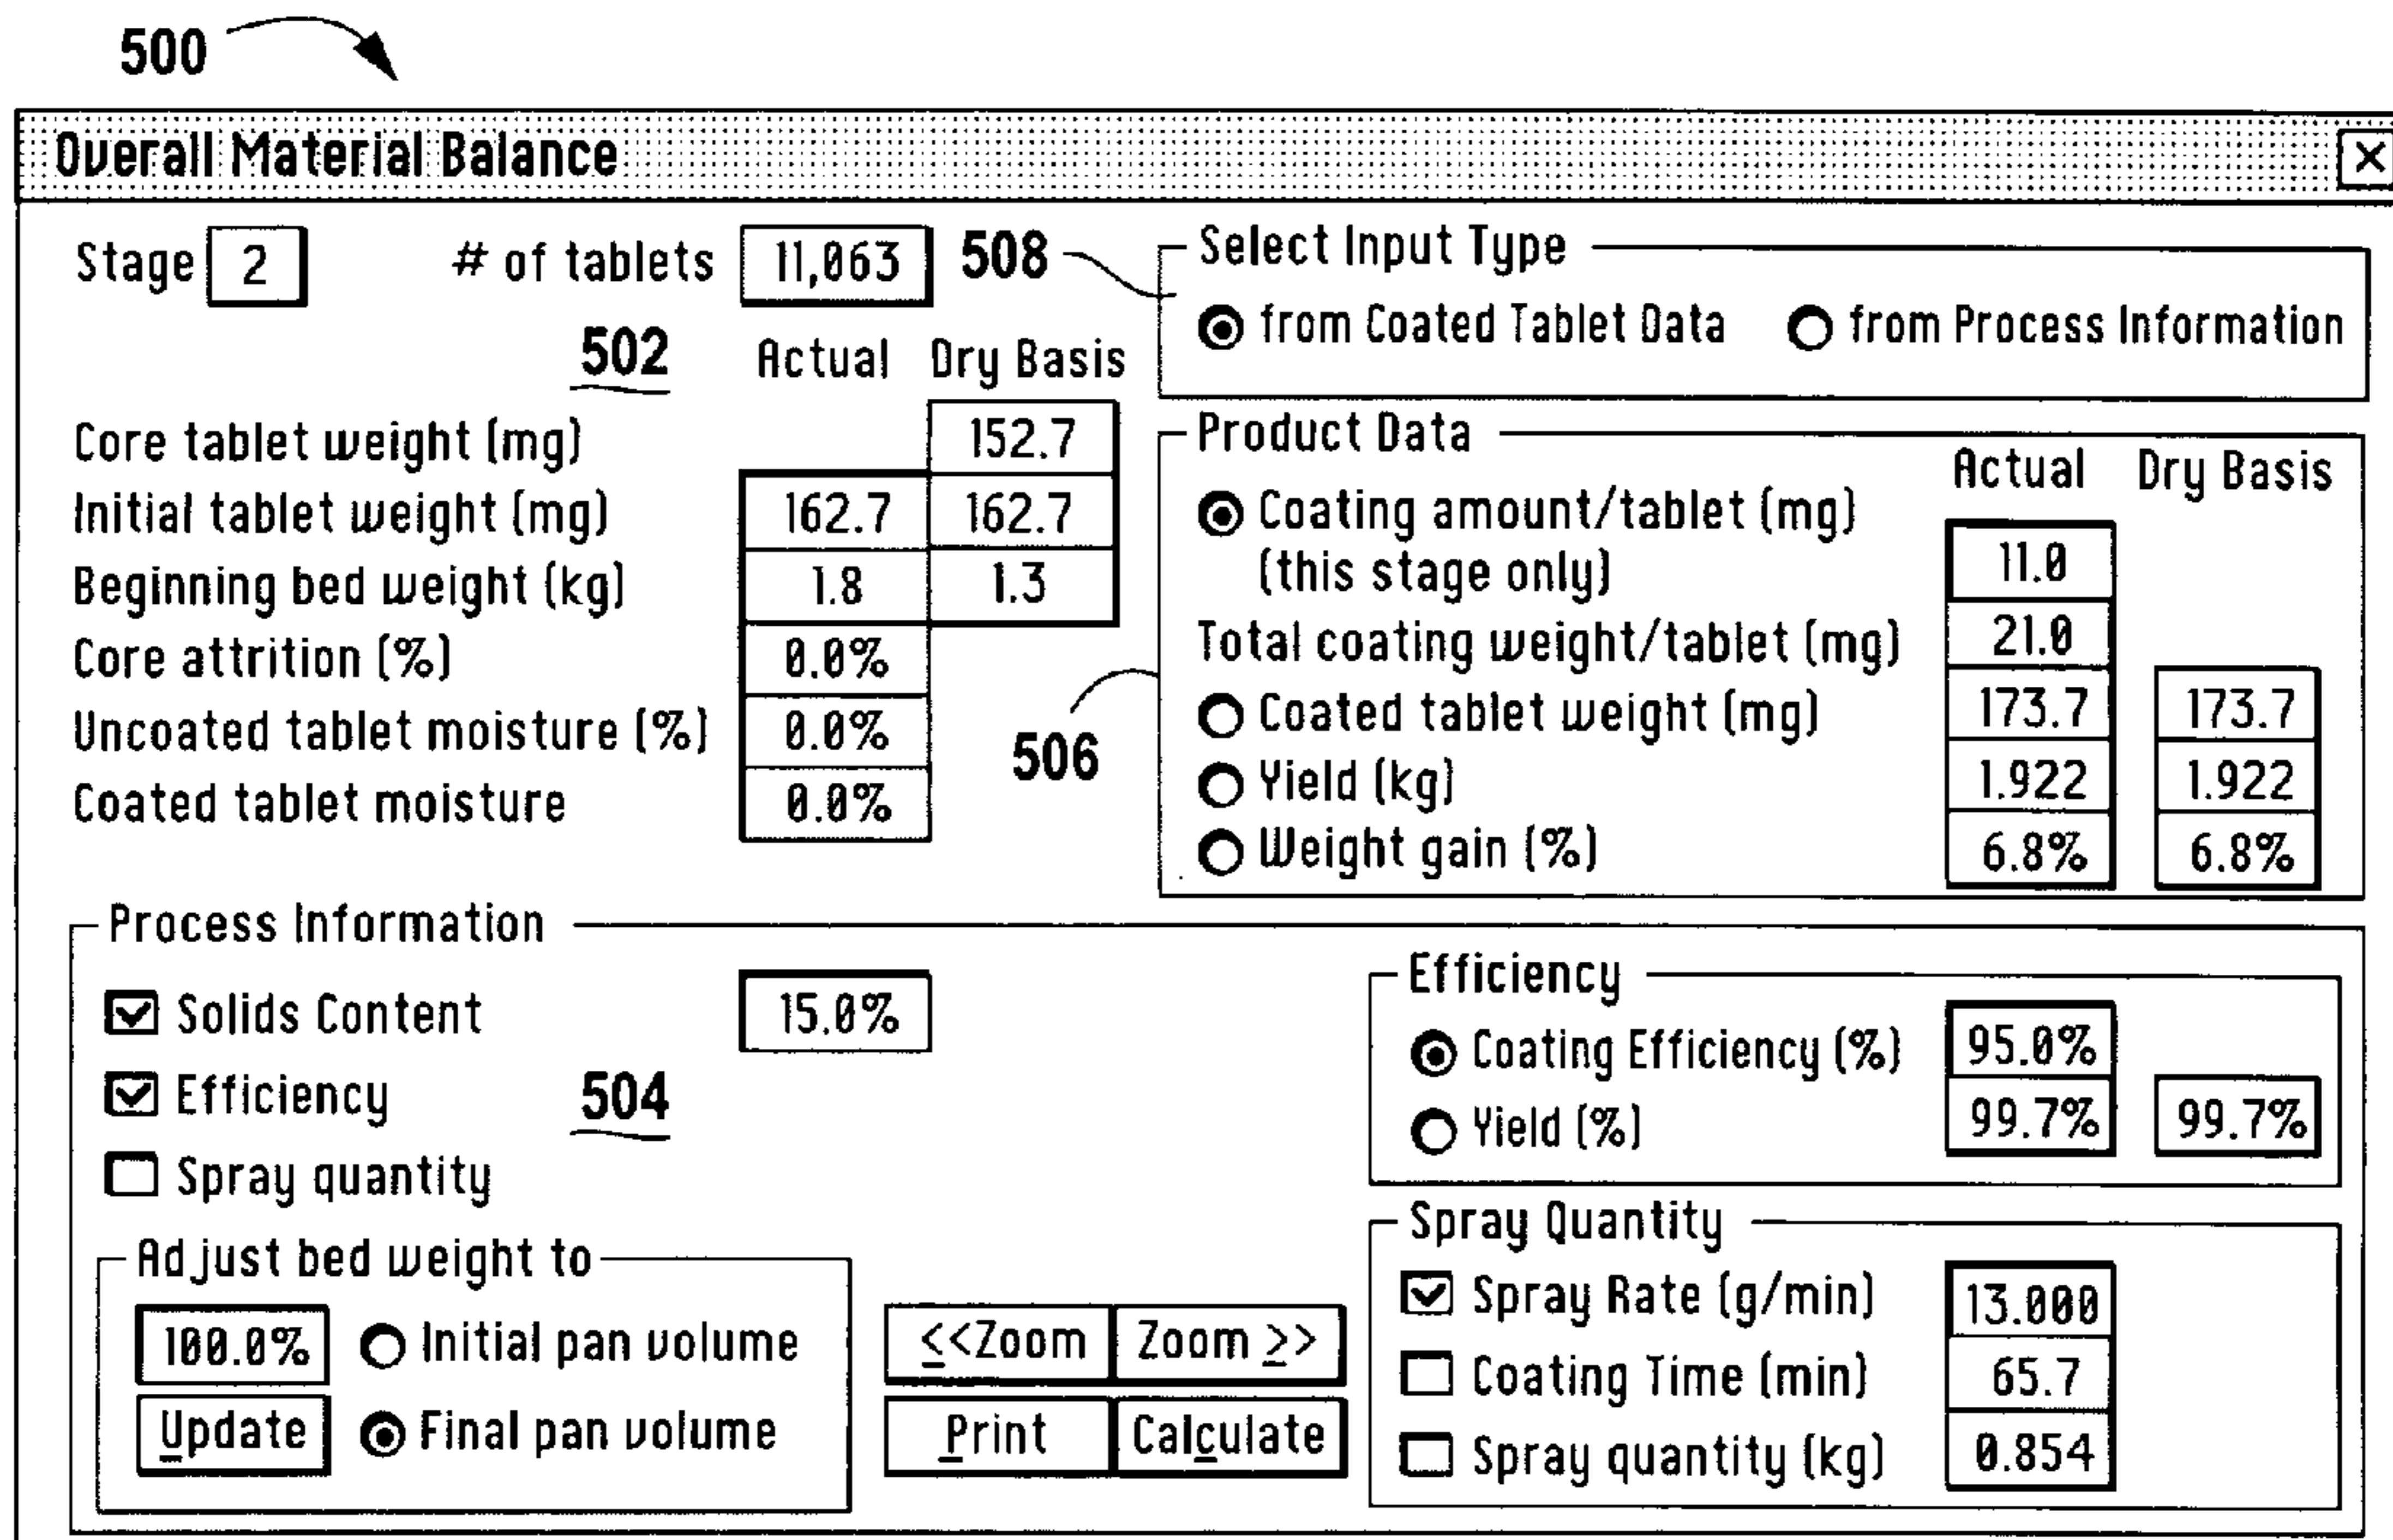 500
Overall Material Balance
Stage 2 # of tablets 11,063 508
502 Actual Dry Basis
Core tablet weight (mg) 152.7
Initial tablet weight (mg) 162.7 162.7
Beginning bed weight (kg) 1.8 1.3
Core attrition (%) 0.0%
Uncoated tablet moisture (%) 0.0%
Coated tablet moisture 0.0%
Select Input Type
from Coated Tablet Data from Process Information
506
Product Data
Actual Dry Basis
Coating amount/tablet (mg)
(this stage only) 11.0
Total coating weight/tablet (mg) 21.0
Coated tablet weight (mg) 173.7 173.7
Yield (kg) 1.922 1.922
Weight gain (%) 6.8% 6.8%
Process Information
Solids Content 15.0%
Efficiency 504
Spray quantity
Adjust bed weight to
100.0% Initial pan volume
Update Final pan volume
<<Zoom Zoom >>
Print Calculate
Efficiency
Coating Efficiency (%) 95.0%
Yield (%) 99.7% 99.7%
Spray Quantity
Spray Rate (g/min) 13.000
Coating Time (min) 65.7
Spray quantity (kg) 0.854